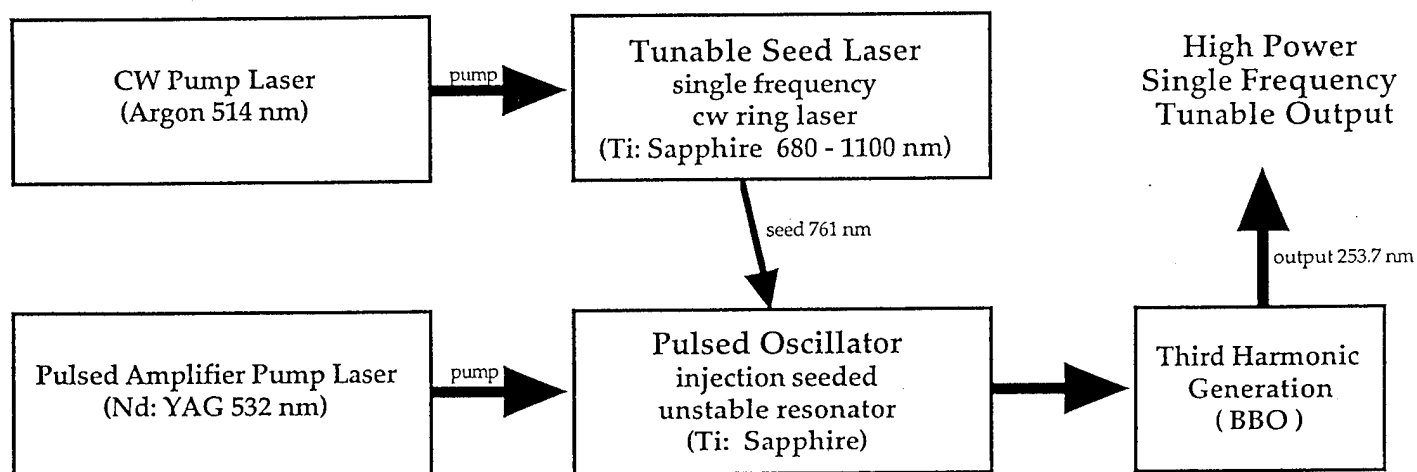 CW Pump Laser
(Argon 514 nm)
pump
Tunable Seed Laser
single frequency
cw ring laser
(Ti: Sapphire 680 - 1100 nm)
High Power
Single Frequency
Tunable Output
seed 761 nm
output 253.7 nm
Pulsed Amplifier Pump Laser
(Nd: YAG 532 nm)
pump
Pulsed Oscillator
injection seeded
unstable resonator
(Ti: Sapphire)
Third Harmonic
Generation
( BBO )